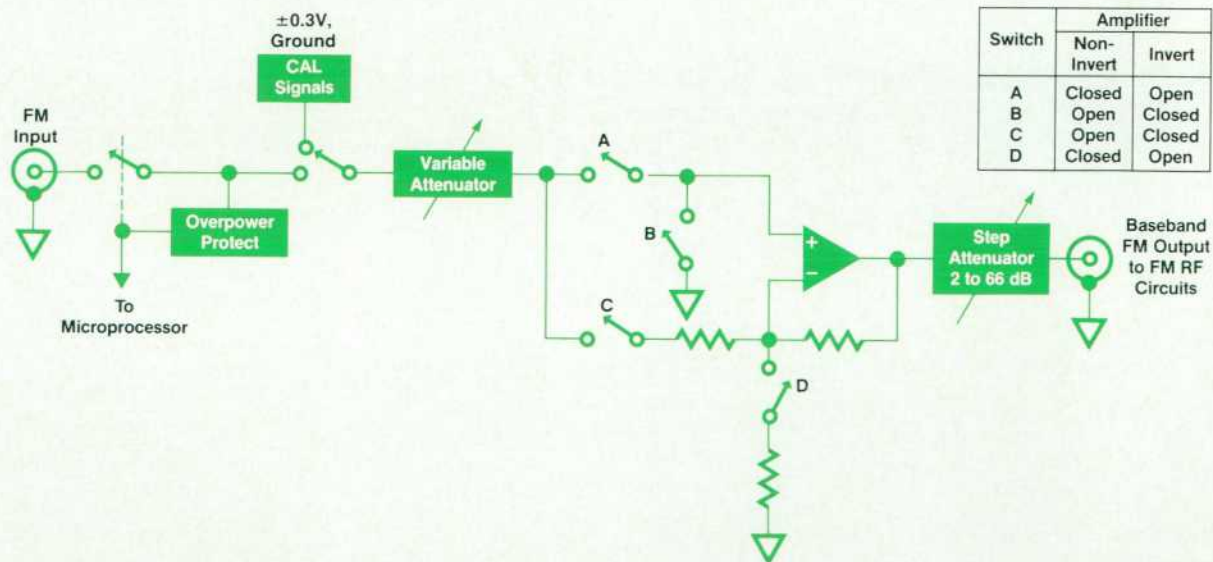 ±0.3V,
Ground
CAL
Signals
FM
Input
Overpower
Protect
To
Microprocessor
Variable
Attenuator
A
B
C
D
+
−
Step
Attenuator
2 to 66 dB
Baseband
FM Output
to FM RF
Circuits
Switch
Amplifier
Non-
Invert
Invert
A Closed Open
B Open Closed
C Open Closed
D Closed Open